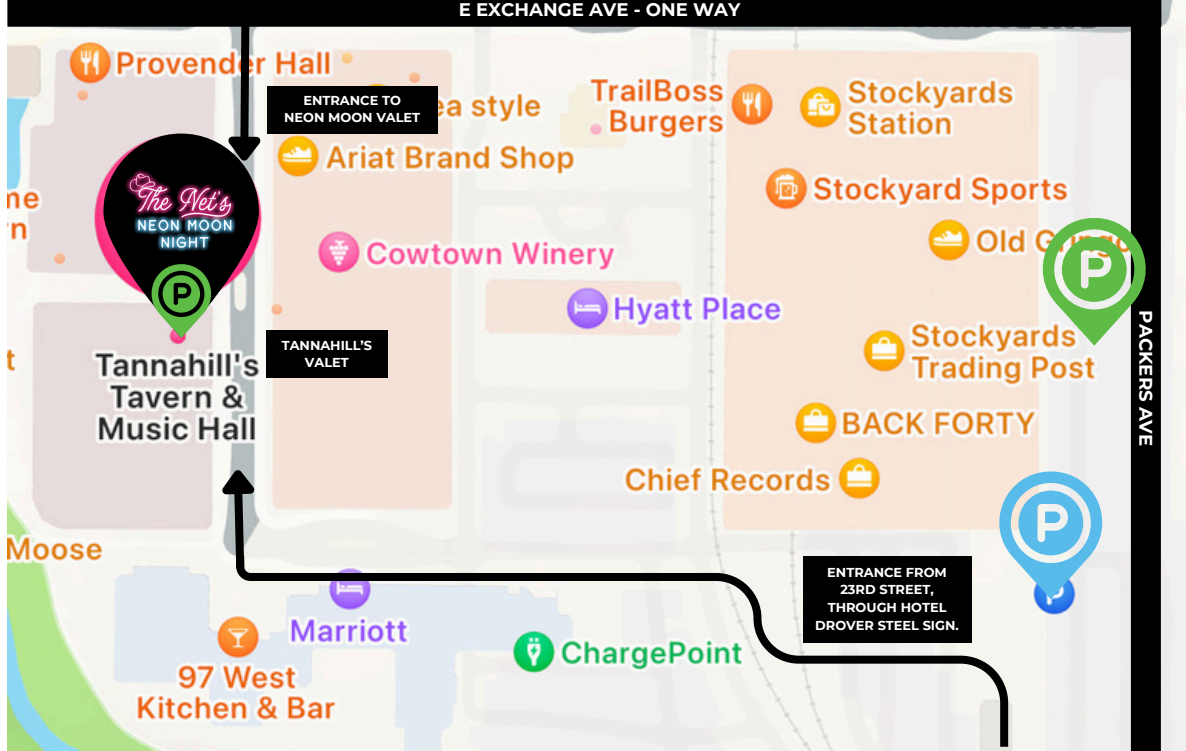 E EXCHANGE AVE - ONE WAY
Provender Hall
ENTRANCE TO
NEON MOON VALET
ea style
TrailBoss
Burgers
Stockyards
Station
Ariat Brand Shop
The Net's
NEON MOON
NIGHT
Stockyard Sports
Old Gringo
P
Cowtown Winery
P
Hyatt Place
PACKERS AVE
TANNAHILL'S
VALET
Stockyards
Trading Post
Tannahill's
Tavern &
Music Hall
BACK FORTY
Chief Records
P
Moose
ENTRANCE FROM
23RD STREET,
THROUGH HOTEL
DROVER STEEL SIGN.
Marriott
ChargePoint
97 West
Kitchen & Bar